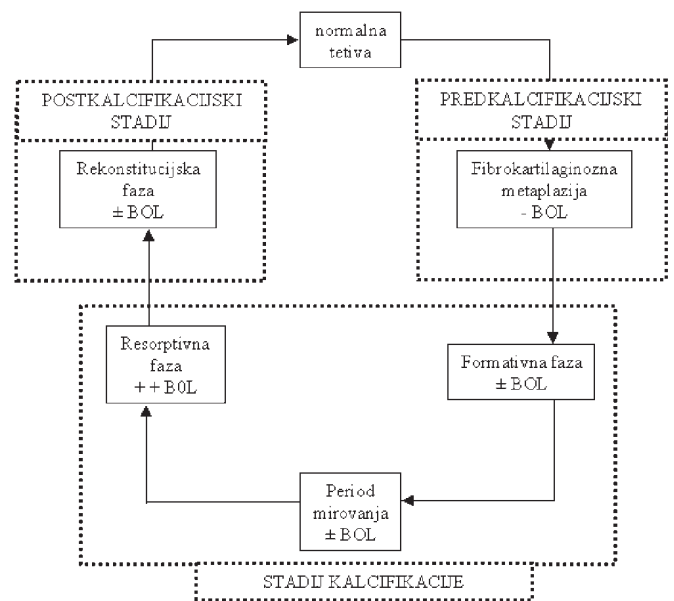 normalna
tetiva
POSTKALCIFIKACIJSKI
STADIJ
PREDKALCIFIKACIJSKI
STADIJ
Rekonstitucijska
faza
± BOL
Fibrokartilaginozna
metaplazija
- BOL
Resorptivna
faza
++ B0L
Formativna faza
± BOL
Period
mirovanja
± BOL
STADIJ KALCIFIKACIJE